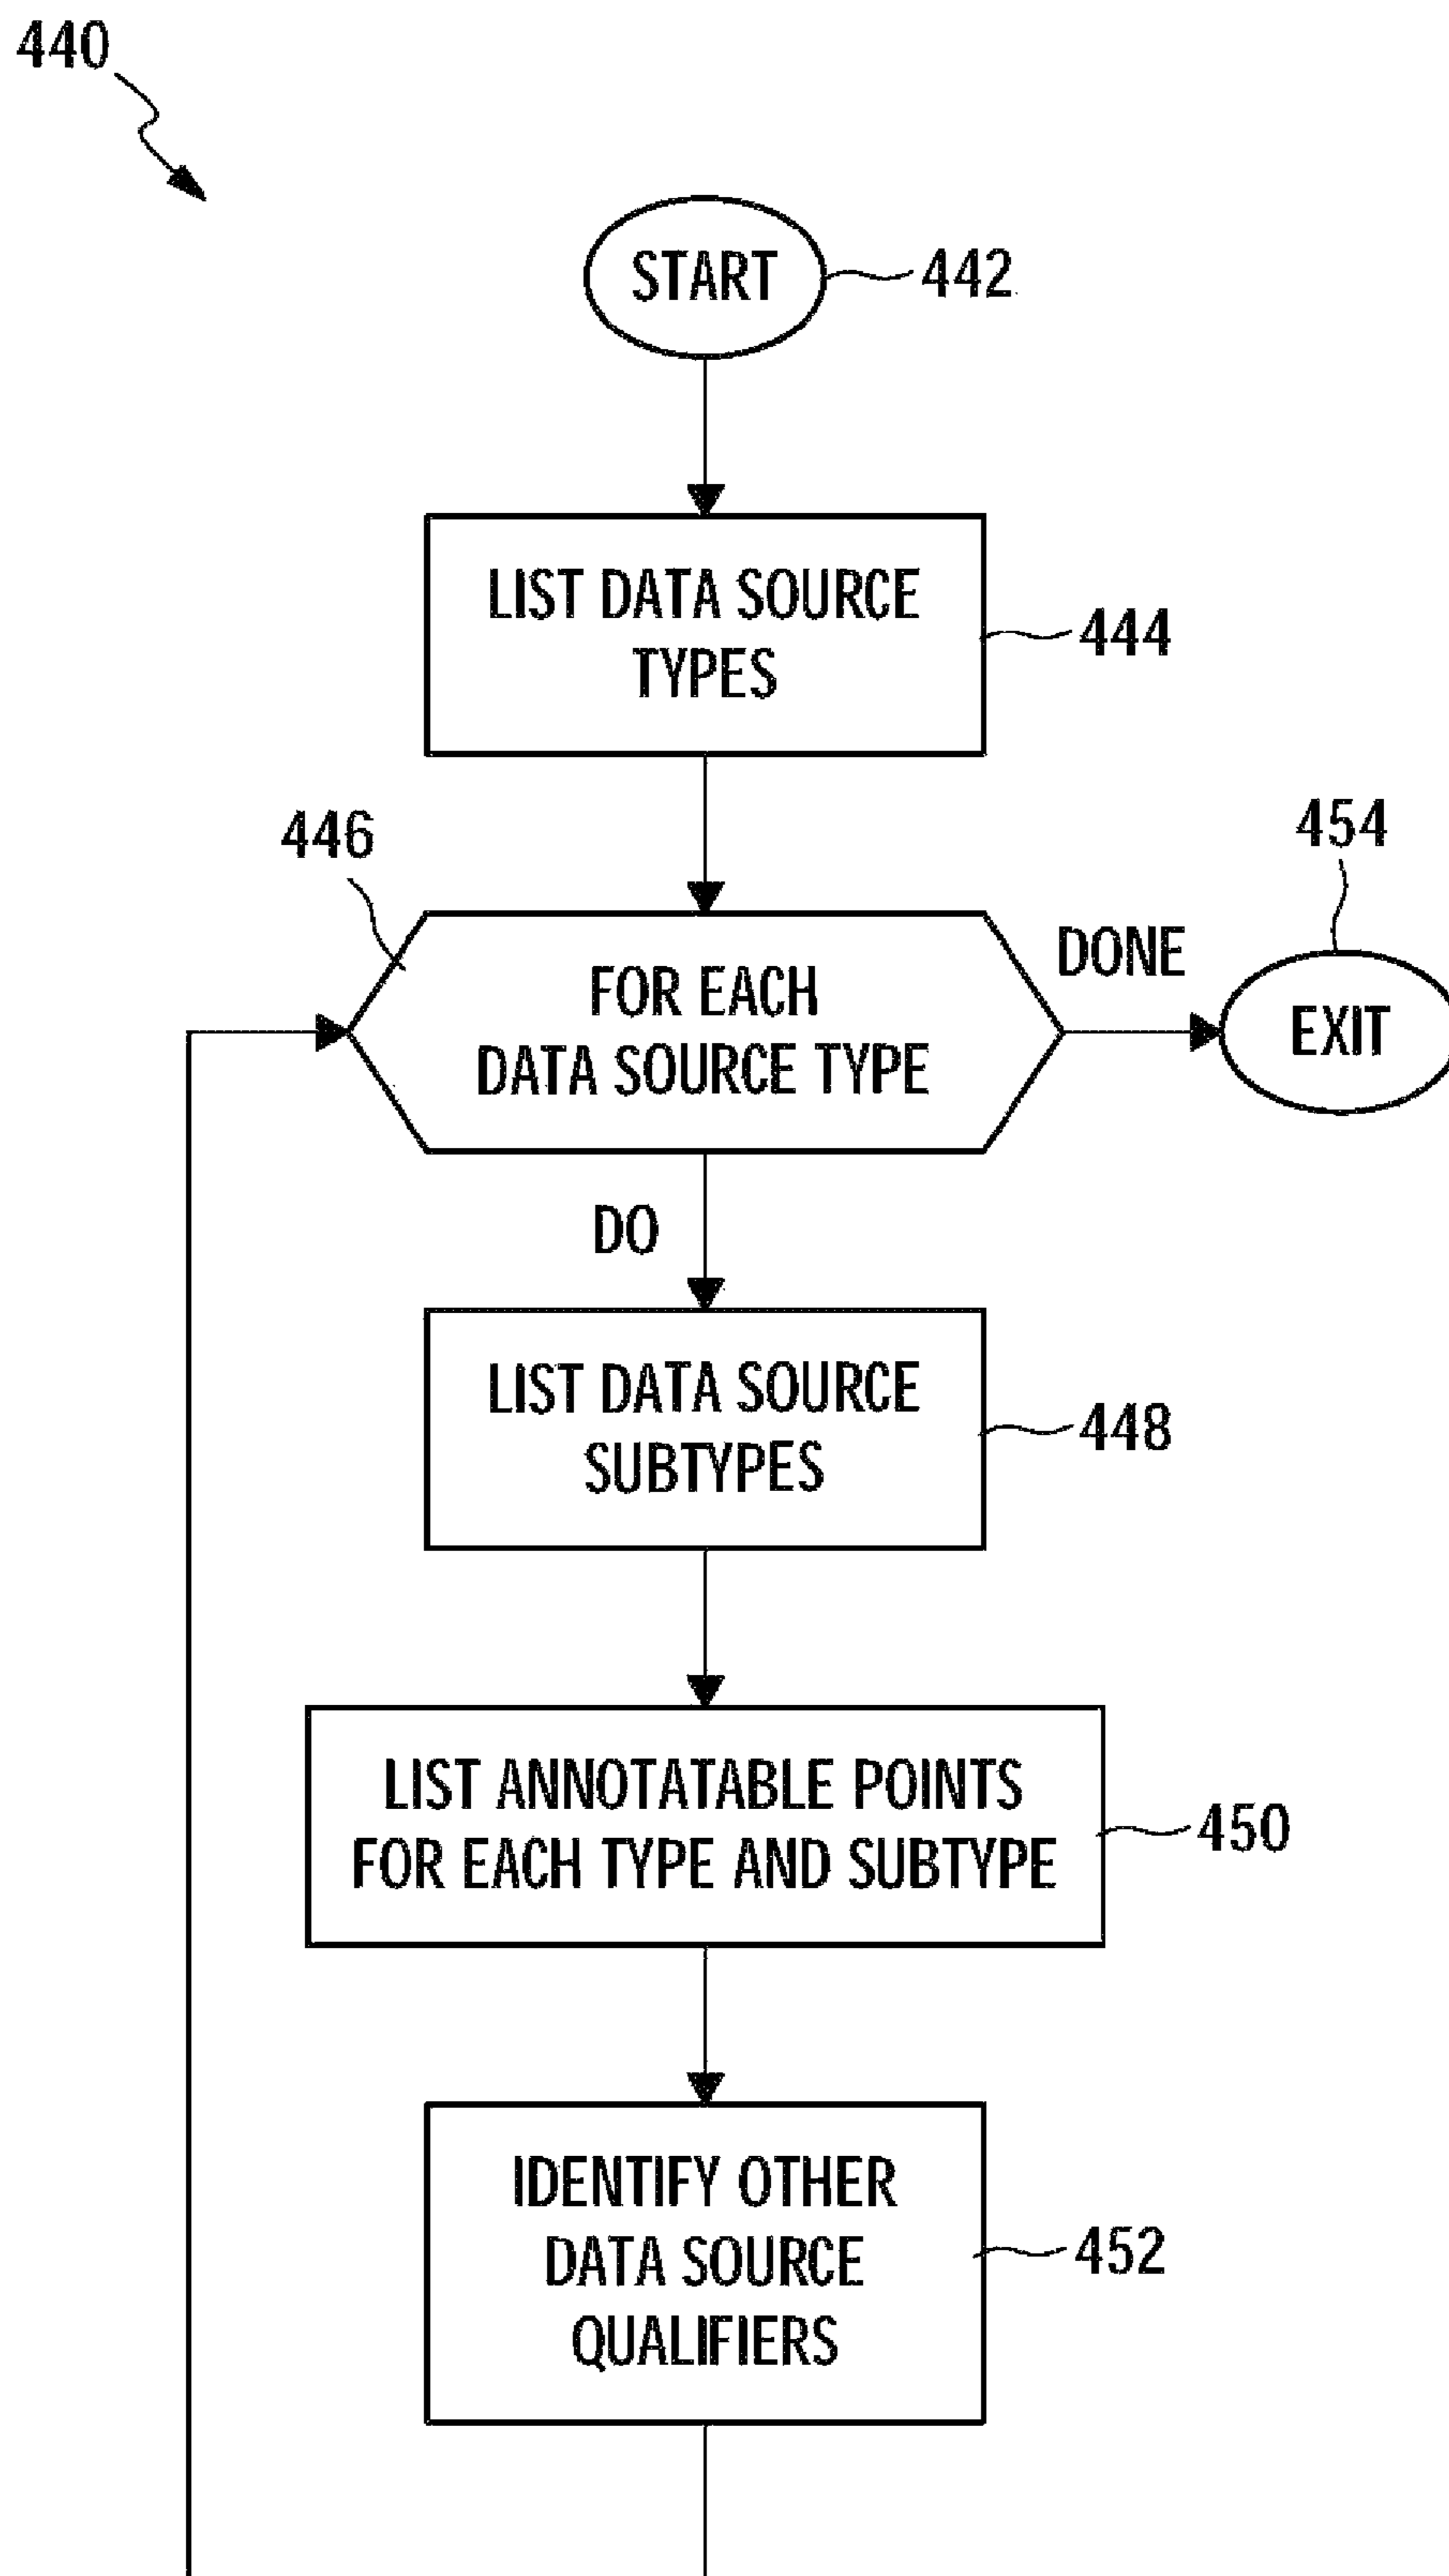 440
START
442
LIST DATA SOURCE
TYPES
444
446
454
FOR EACH
DATA SOURCE TYPE
DONE
EXIT
DO
LIST DATA SOURCE
SUBTYPES
448
LIST ANNOTATABLE POINTS
FOR EACH TYPE AND SUBTYPE
450
IDENTIFY OTHER
DATA SOURCE
QUALIFIERS
452